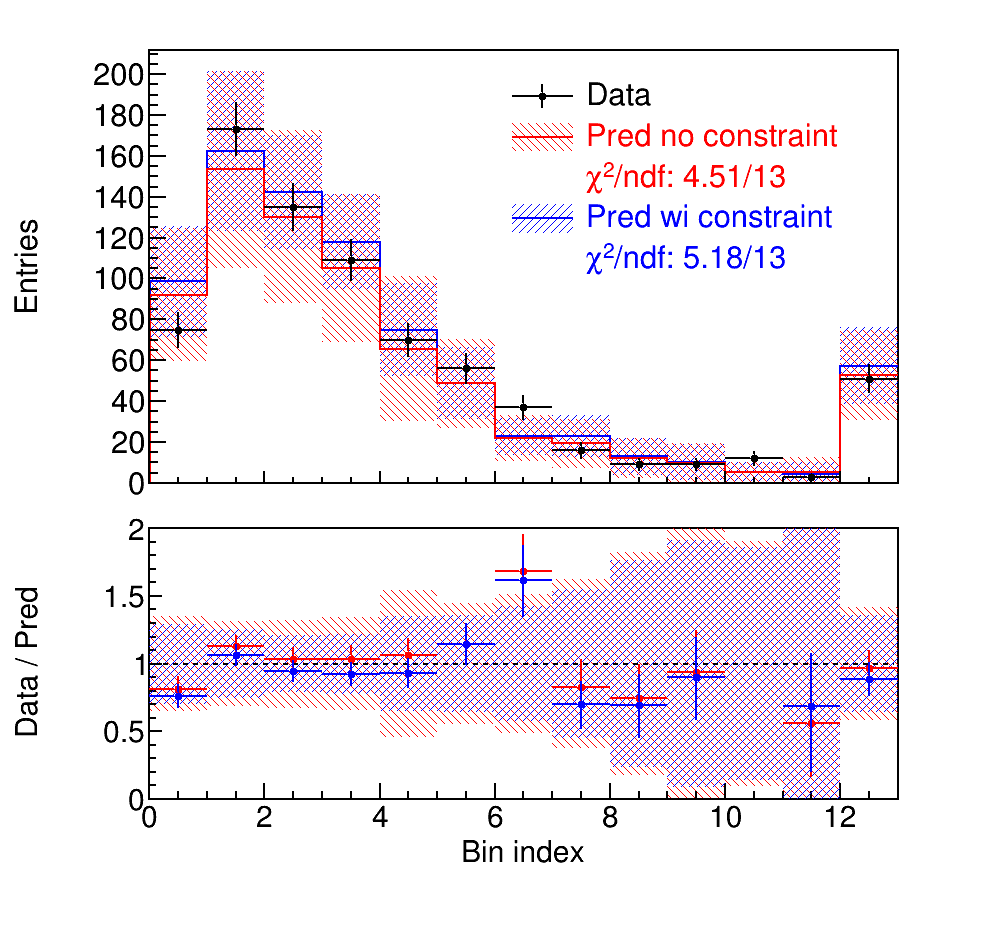 200
180
160
140
120
100
80
60
40
20
0
Entries
Data
Pred no constraint
χ²/ndf: 4.51/13
Pred wi constraint
χ²/ndf: 5.18/13
2
1.5
1
0.5
0
Data / Pred
0 2 4 6 8 10 12
Bin index